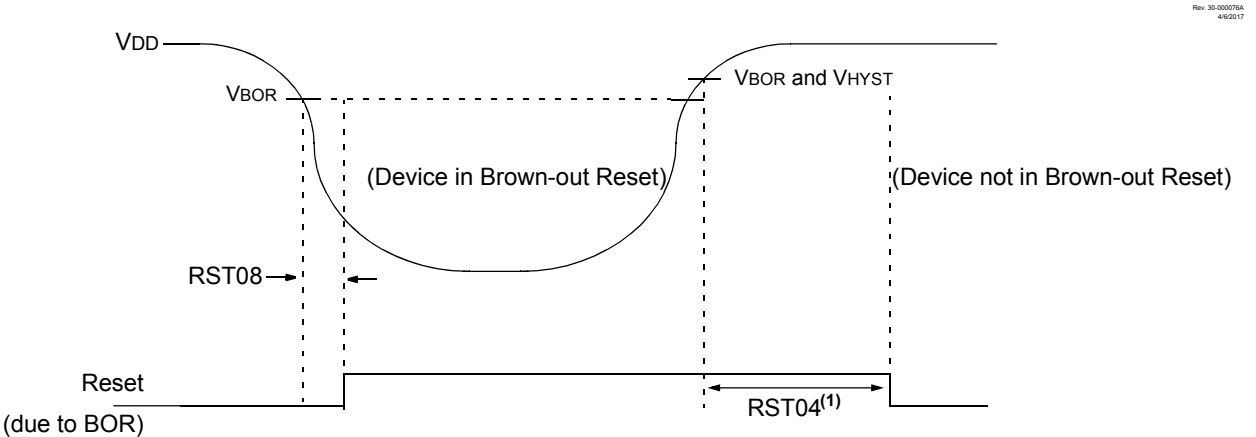 Rev. 30-000076A
4/6/2017
VDD
VBOR
VBOR and VHYST
(Device in Brown-out Reset)
(Device not in Brown-out Reset)
RST08
Reset
(due to BOR)
RST04(1)